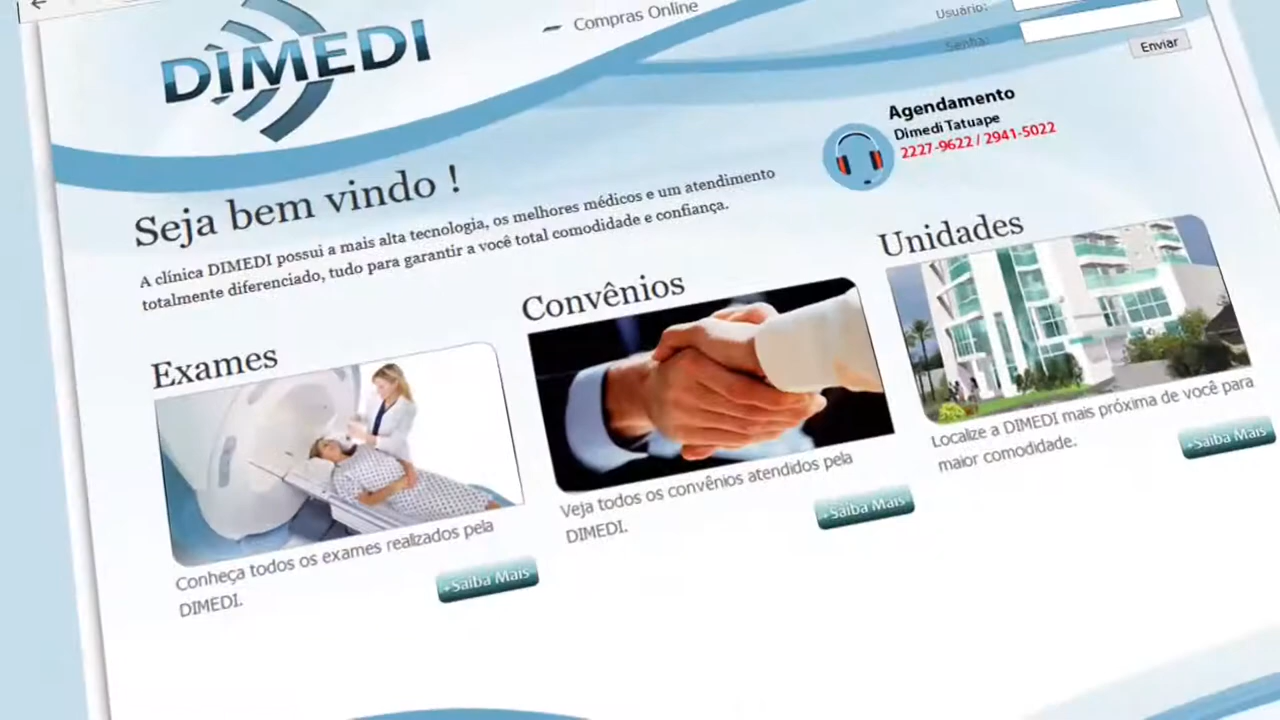 DIMEDI
Compras Online
Usuário:
Senha:
Enviar
Agendamento
Dimedi Tatuape
2227-9622 / 2941-5022
Seja bem vindo !
A clínica DIMEDI possui a mais alta tecnologia, os melhores médicos e um atendimento
totalmente diferenciado, tudo para garantir a você total comodidade e confiança.
Exames
Conheça todos os exames realizados pela
DIMEDI.
+Saiba Mais
Convênios
Veja todos os convênios atendidos pela
DIMEDI.
+Saiba Mais
Unidades
Localize a DIMEDI mais próxima de você para
maior comodidade.
+Saiba Mais